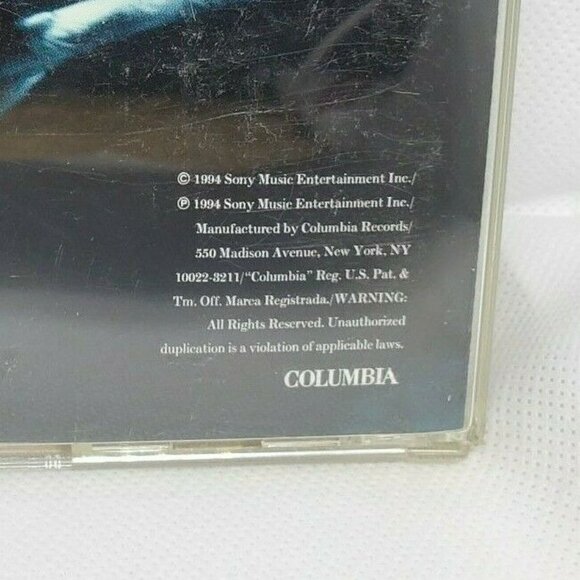 © 1994 Sony Music Entertainment Inc./
℗ 1994 Sony Music Entertainment Inc./
Manufactured by Columbia Records/
550 Madison Avenue, New York, NY
10022-3211/"Columbia" Reg. U.S. Pat. &
Tm. Off. Marca Registrada./WARNING:
All Rights Reserved. Unauthorized
duplication is a violation of applicable laws.
COLUMBIA